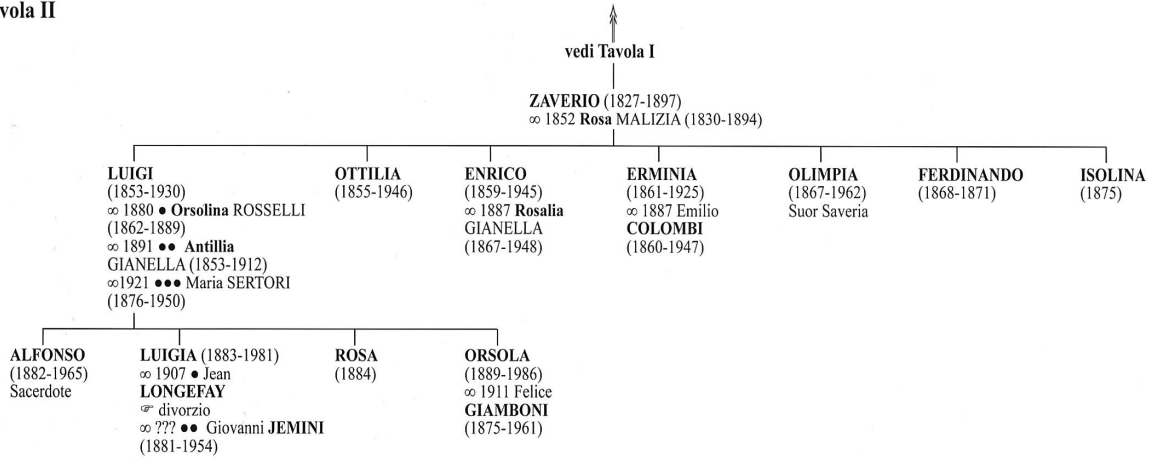 vola II
vedi Tavola I
ZAVERIO (1827-1897)
∞ 1852 Rosa MALIZIA (1830-1894)
LUIGI
(1853-1930)
∞ 1880 ● Orsolina ROSSELLI
(1862-1889)
∞ 1891 ●● Antillia
GIANELLA (1853-1912)
∞1921 ●●● Maria SERTORI
(1876-1950)
OTTILIA
(1855-1946)
ENRICO
(1859-1945)
∞ 1887 Rosalia
GIANELLA
(1867-1948)
ERMINIA
(1861-1925)
∞ 1887 Emilio
COLOMBI
(1860-1947)
OLIMPIA
(1867-1962)
Suor Saveria
FERDINANDO
(1868-1871)
ISOLINA
(1875)
ALFONSO
(1882-1965)
Sacerdote
LUIGIA (1883-1981)
∞ 1907 ● Jean
LONGEFAY
☞ divorzio
∞ ??? ●● Giovanni JEMINI
(1881-1954)
ROSA
(1884)
ORSOLA
(1889-1986)
∞ 1911 Felice
GIAMBONI
(1875-1961)